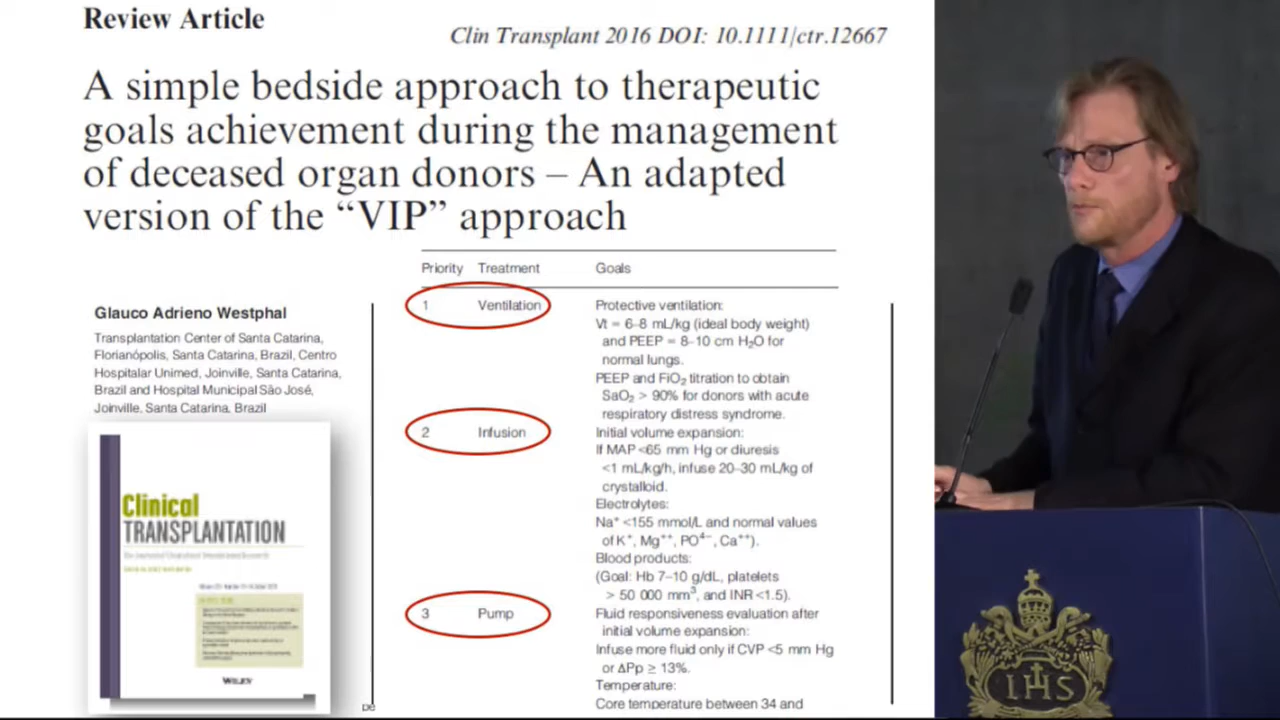 Review Article
Clin Transplant 2016 DOI: 10.1111/ctr.12667
A simple bedside approach to therapeutic
goals achievement during the management
of deceased organ donors – An adapted
version of the “VIP” approach
Glauco Adrieno Westphal
Transplantation Center of Santa Catarina,
Florianópolis, Santa Catarina, Brazil, Centro
Hospitalar Unimed, Joinville, Santa Catarina,
Brazil and Hospital Municipal São José,
Joinville, Santa Catarina, Brazil
Clinical
TRANSPLANTATION
WILEY
Priority Treatment Goals
1 Ventilation Protective ventilation:
Vt = 6–8 mL/kg (ideal body weight)
and PEEP = 8–10 cm H₂O for
normal lungs.
PEEP and FiO₂ titration to obtain
SaO₂ > 90% for donors with acute
respiratory distress syndrome.
2 Infusion Initial volume expansion:
If MAP <65 mm Hg or diuresis
<1 mL/kg/h, infuse 20–30 mL/kg of
crystalloid.
Electrolytes:
Na⁺ <155 mmol/L and normal values
of K⁺, Mg⁺⁺, PO⁴⁻, Ca⁺⁺).
Blood products:
(Goal: Hb 7–10 g/dL, platelets
> 50 000 mm³, and INR <1.5).
3 Pump Fluid responsiveness evaluation after
initial volume expansion:
Infuse more fluid only if CVP <5 mm Hg
or ΔPp ≥ 13%.
Temperature:
Core temperature between 34 and
pe
IHS